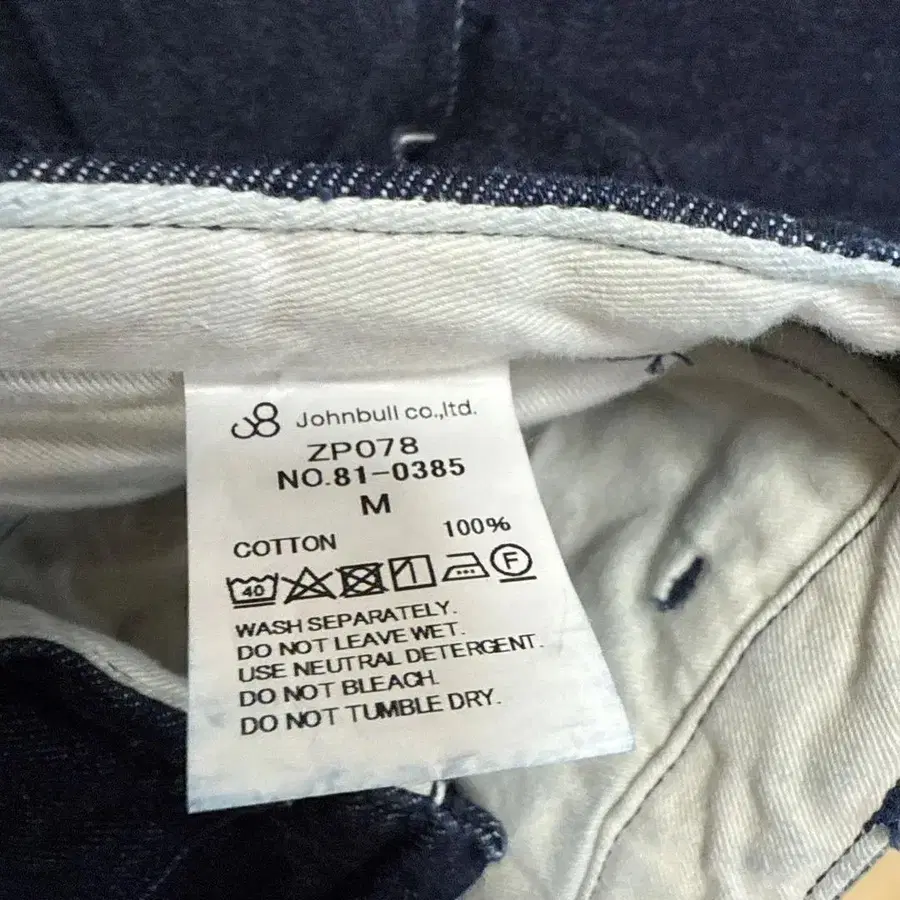 Johnbull co.,ltd.
ZP078
NO.81-0385
M
COTTON 100%
40 F
WASH SEPARATELY.
DO NOT LEAVE WET.
USE NEUTRAL DETERGENT.
DO NOT BLEACH.
DO NOT TUMBLE DRY.